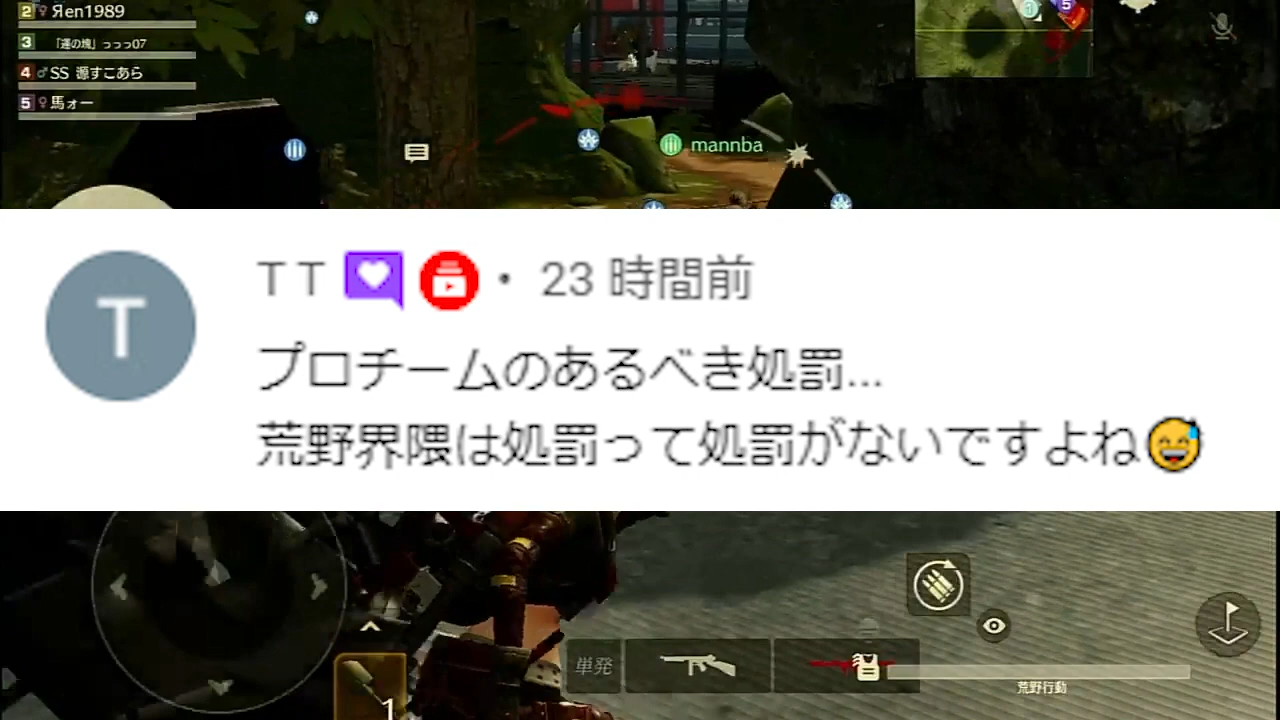 2 Яen1989
3 『運の塊』っっっ07
4 SS 源すこあら
5 馬ォー
5
mannba
T
T T ・ 23 時間前
プロチームのあるべき処罰...
荒野界隈は処罰って処罰がないですよね😅
単発
1
荒野行動